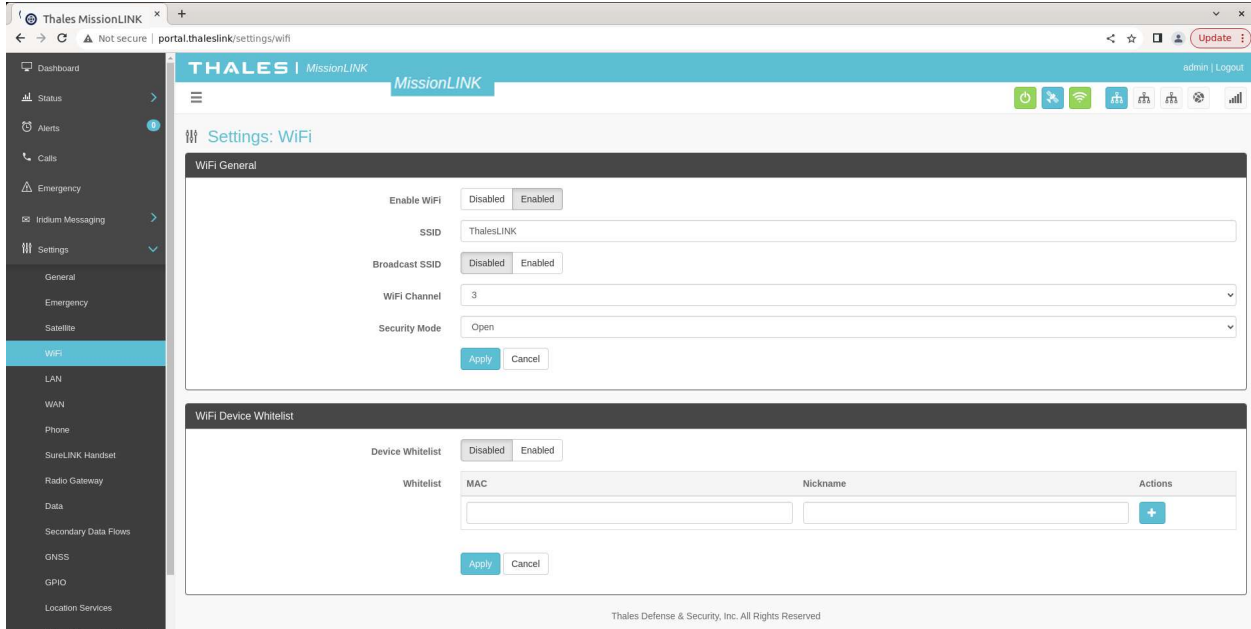 Thales MissionLINK
Not secure | portal.thaleslink/settings/wifi
Update
Dashboard
Status
Alerts 0
Calls
Emergency
Iridium Messaging
Settings
General
Emergency
Satellite
WiFi
LAN
WAN
Phone
SureLINK Handset
Radio Gateway
Data
Secondary Data Flows
GNSS
GPIO
Location Services
THALES | MissionLINK
admin | Logout
MissionLINK
Settings: WiFi
WiFi General
Enable WiFi Disabled Enabled
SSID ThalesLINK
Broadcast SSID Disabled Enabled
WiFi Channel 3
Security Mode Open
Apply Cancel
WiFi Device Whitelist
Device Whitelist Disabled Enabled
Whitelist MAC Nickname Actions
Apply Cancel
Thales Defense & Security, Inc. All Rights Reserved